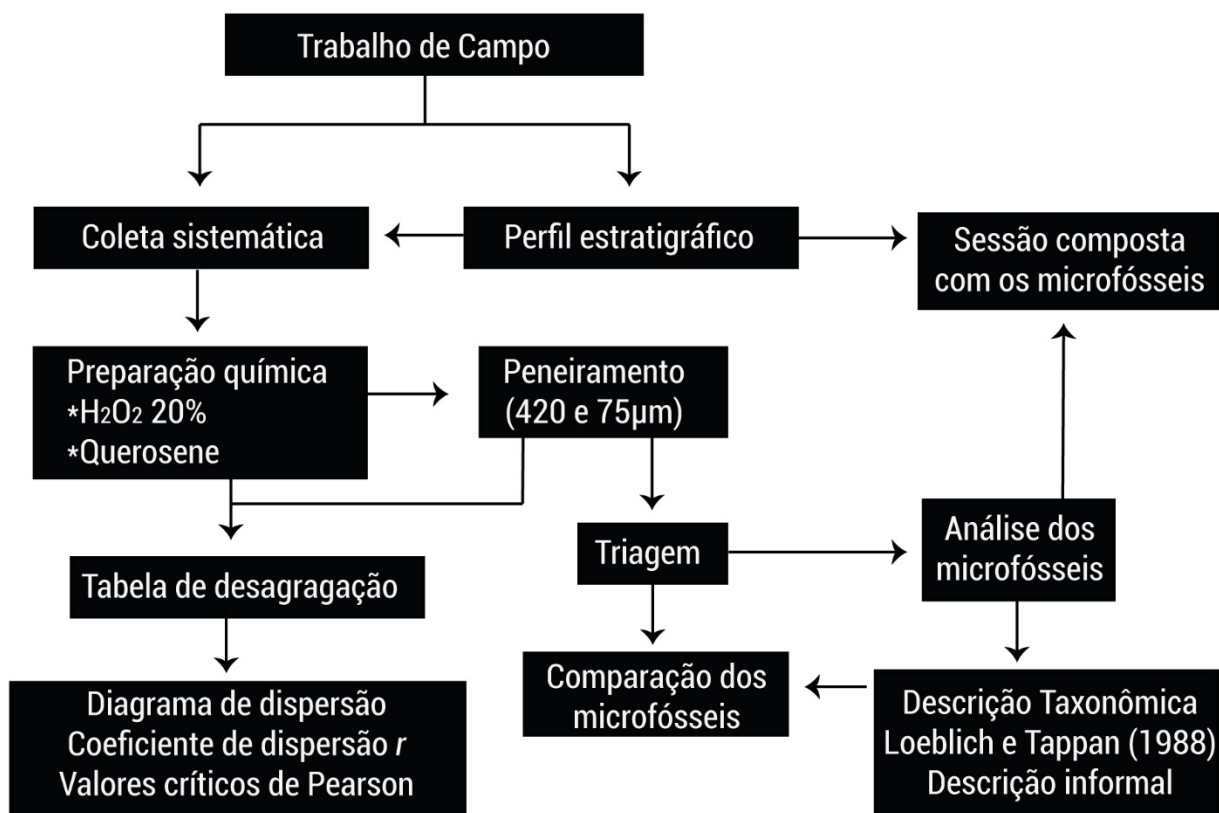 Trabalho de Campo
Coleta sistemática
Perfil estratigráfico
Sessão composta
com os microfósseis
Preparação química
*H₂O₂ 20%
*Querosene
Peneiramento
(420 e 75µm)
Triagem
Análise dos
microfósseis
Tabela de desagragação
Comparação dos
microfósseis
Diagrama de dispersão
Coeficiente de dispersão r
Valores críticos de Pearson
Descrição Taxonômica
Loeblich e Tappan (1988)
Descrição informal